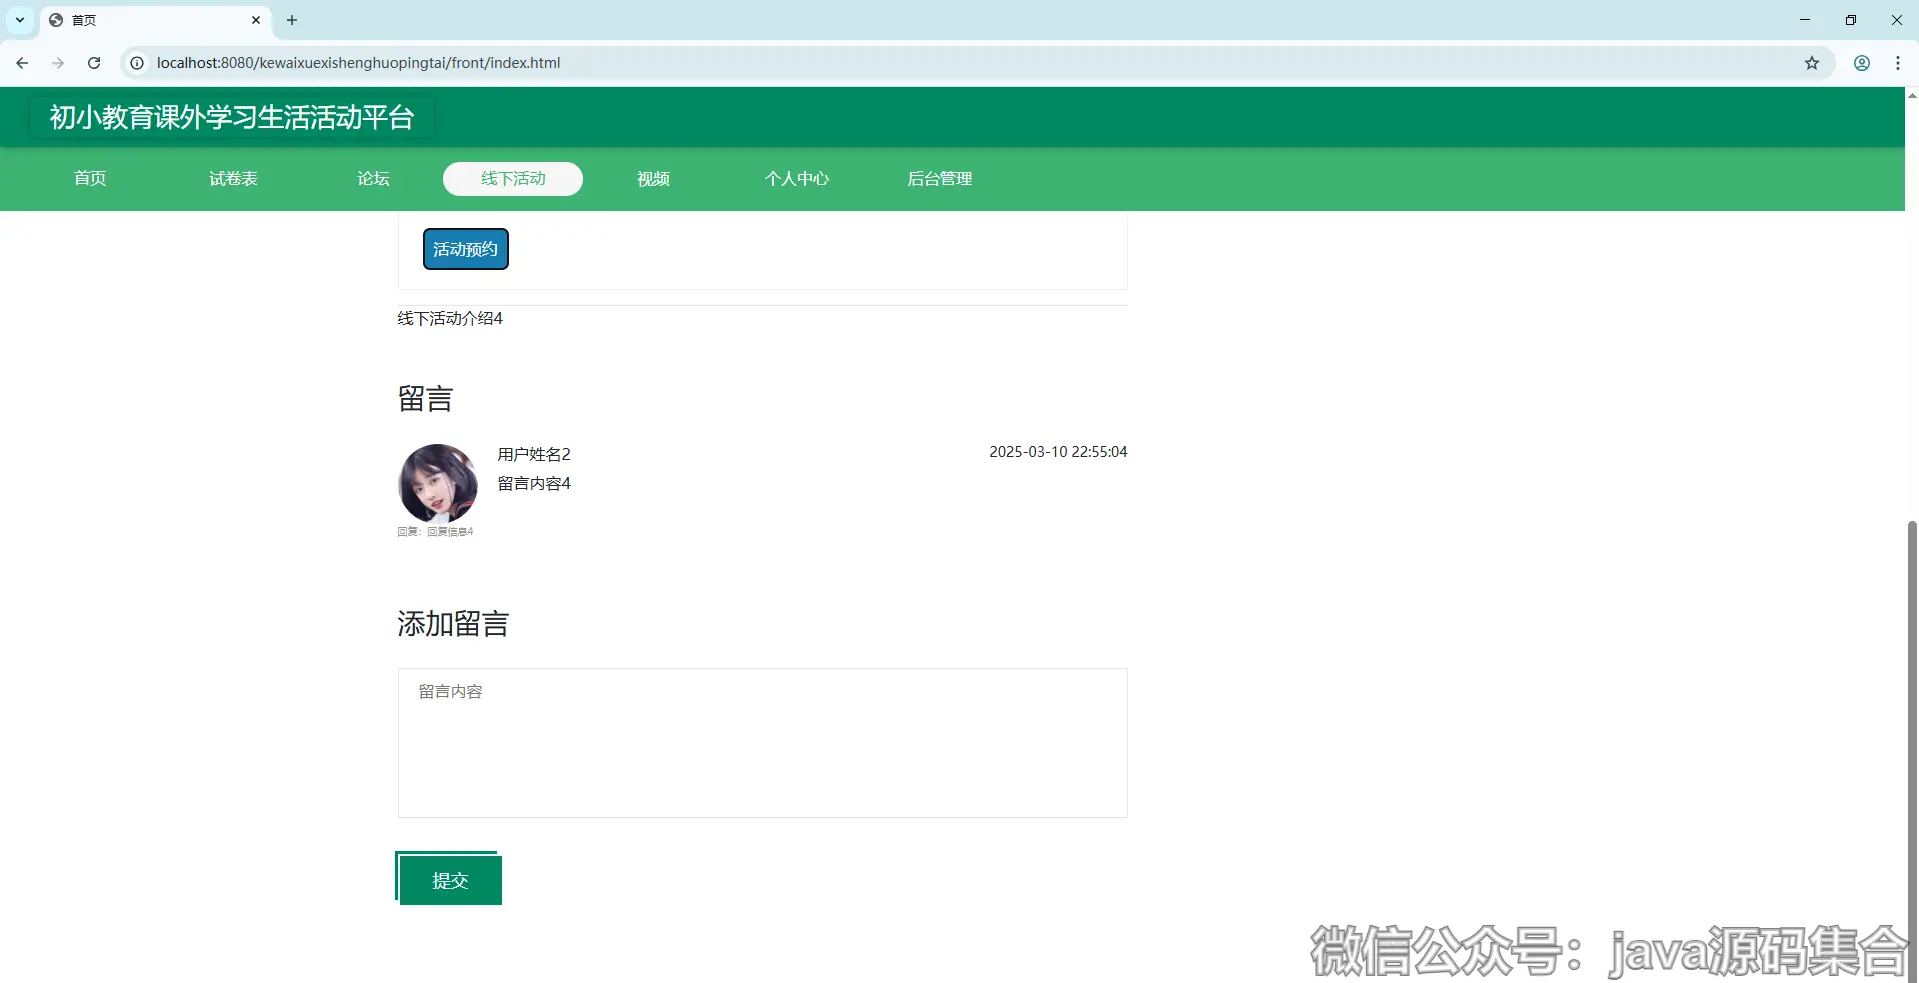 首页
localhost:8080/kewaixuexishenghuopingtai/front/index.html
初小教育课外学习生活活动平台
首页 试卷表 论坛 线下活动 视频 个人中心 后台管理
活动预约
线下活动介绍4
留言
用户姓名2 2025-03-10 22:55:04
留言内容4
回复：回复信息4
添加留言
留言内容
提交
微信公众号：java源码集合